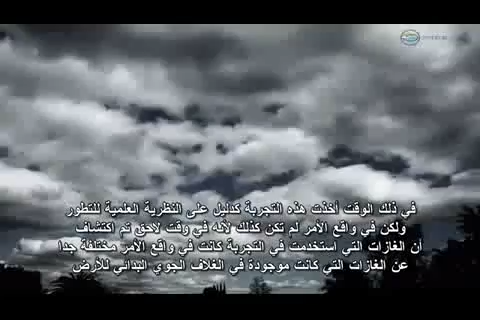 في ذلك الوقت أخذت هذه التجربة كدليل على النظرية العلمية للتطور
ولكن في واقع الأمر لم تكن كذلك لأنه في وقت لاحق تم اكتشاف
أن الغازات التي استخدمت في التجربة كانت في واقع الأمر مختلفة جدا
عن الغازات التي كانت موجودة في الغلاف الجوي البدائي للأرض